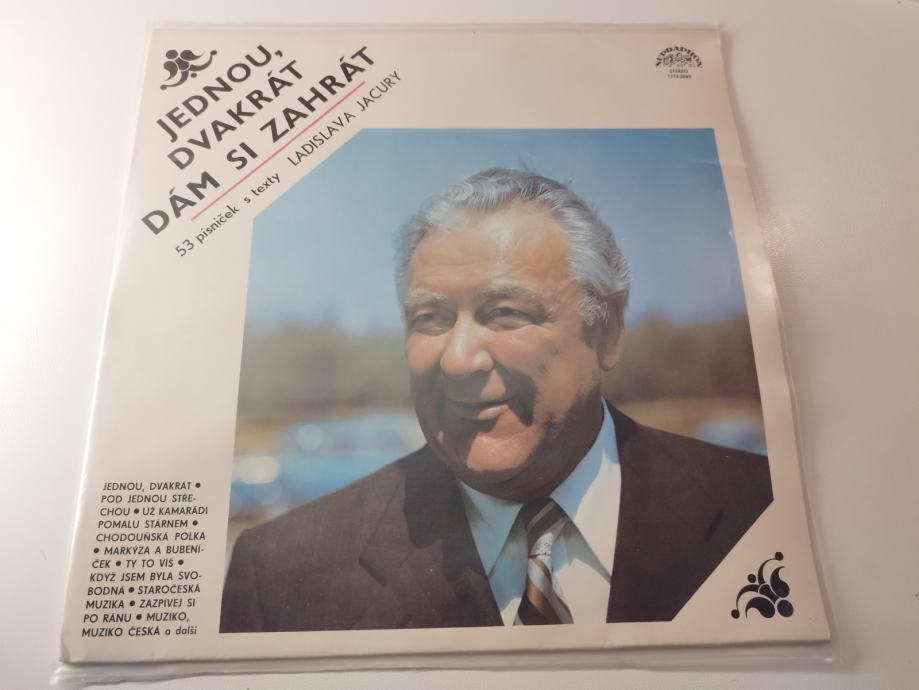 JEDNOU,
DVAKRÁT
DÁM SI ZAHRÁT
53 písniček s texty LADISLAVA JACURY
SUPRAPHON
STEREO
JEDNOU, DVAKRÁT •
POD JEDNOU STŘE-
CHOU • UŽ KAMARÁDI
POMALU STÁRNEM •
CHODOUŇSKÁ POLKA
• MARKÝZA A BUBENÍ-
ČEK • TY TO VÍŠ •
KDYŽ JSEM BYLA SVO-
BODNÁ • STAROČESKÁ
MUZIKA • ZAZPÍVEJ SI
PO RÁNU • MUZIKO,
MUZIKO ČESKÁ a další